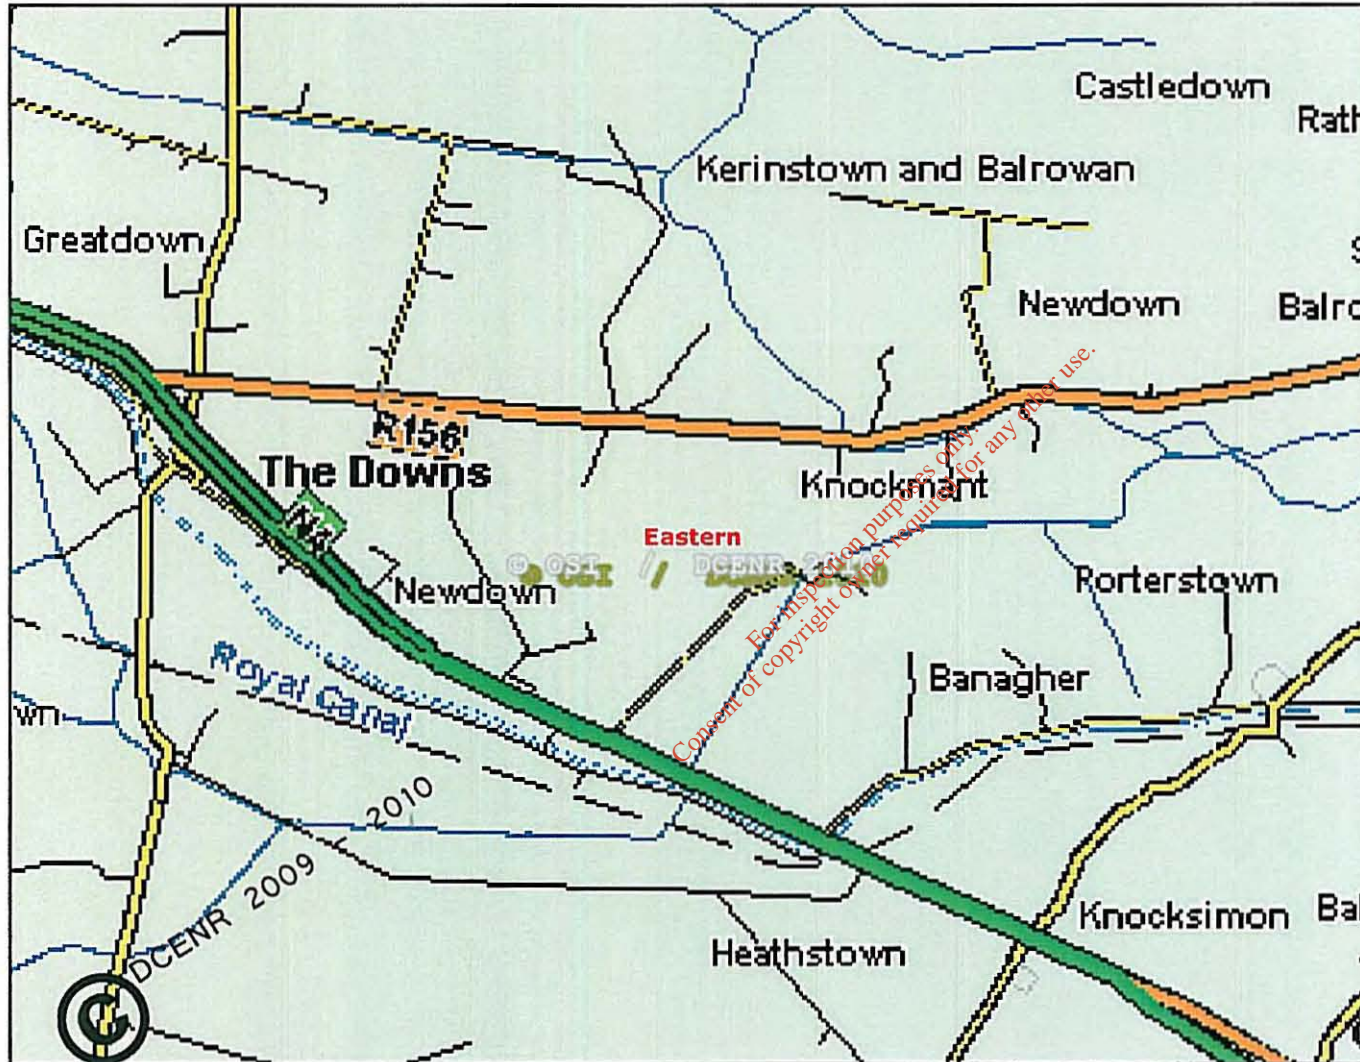 Castledown
Rath
Kerinstown and Balrowan
Greatdown
Newdown
Balro
R156
The Downs
Knockmant
N4
Eastern
© OSI // DCENR
Newdown
Porterstown
Royal Canal
Banagher
wn
For inspection purposes only.
Consent of copyright owner required for any other use.
DCENR 2009 - 2010
Knocksimon
Ba
Heathstown
©